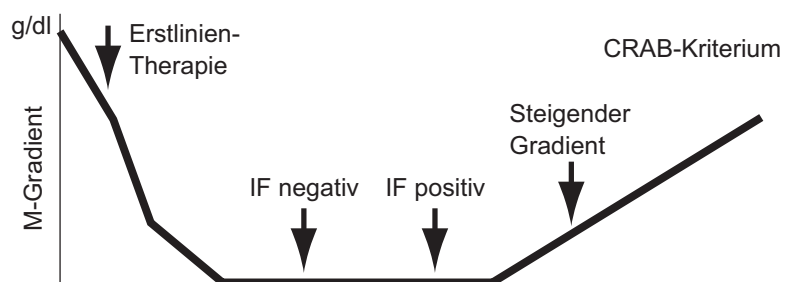 g/dl
Erstlinien-
Therapie
CRAB-Kriterium
Steigender
Gradient
M-Gradient
IF negativ
IF positiv